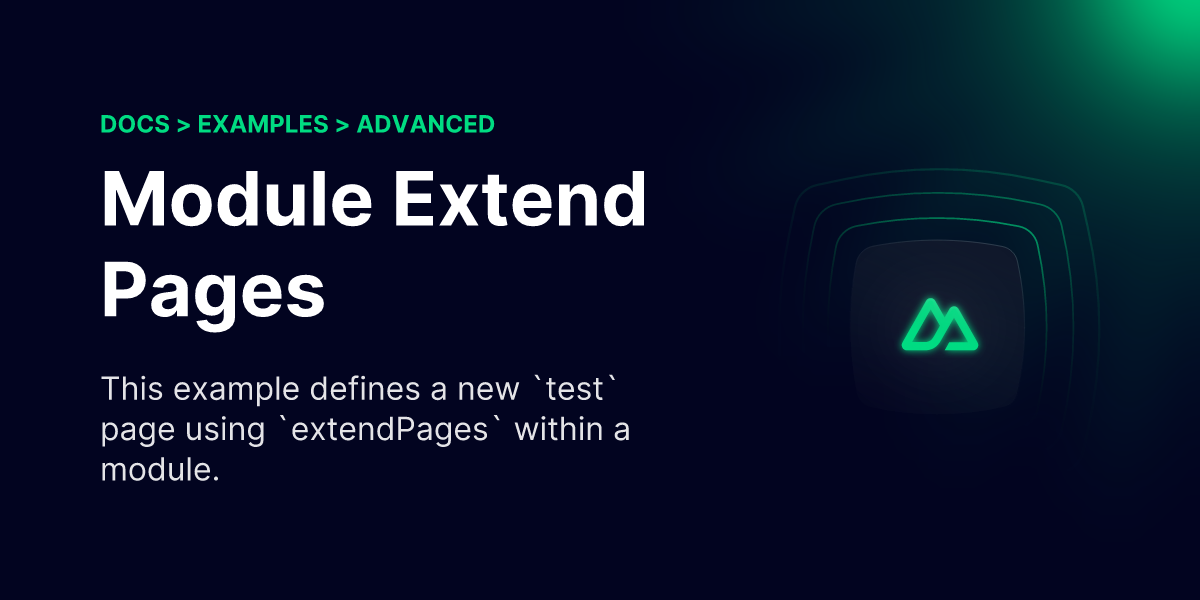 DOCS > EXAMPLES > ADVANCED
Module Extend
Pages
This example defines a new `test`
page using `extendPages` within a
module.